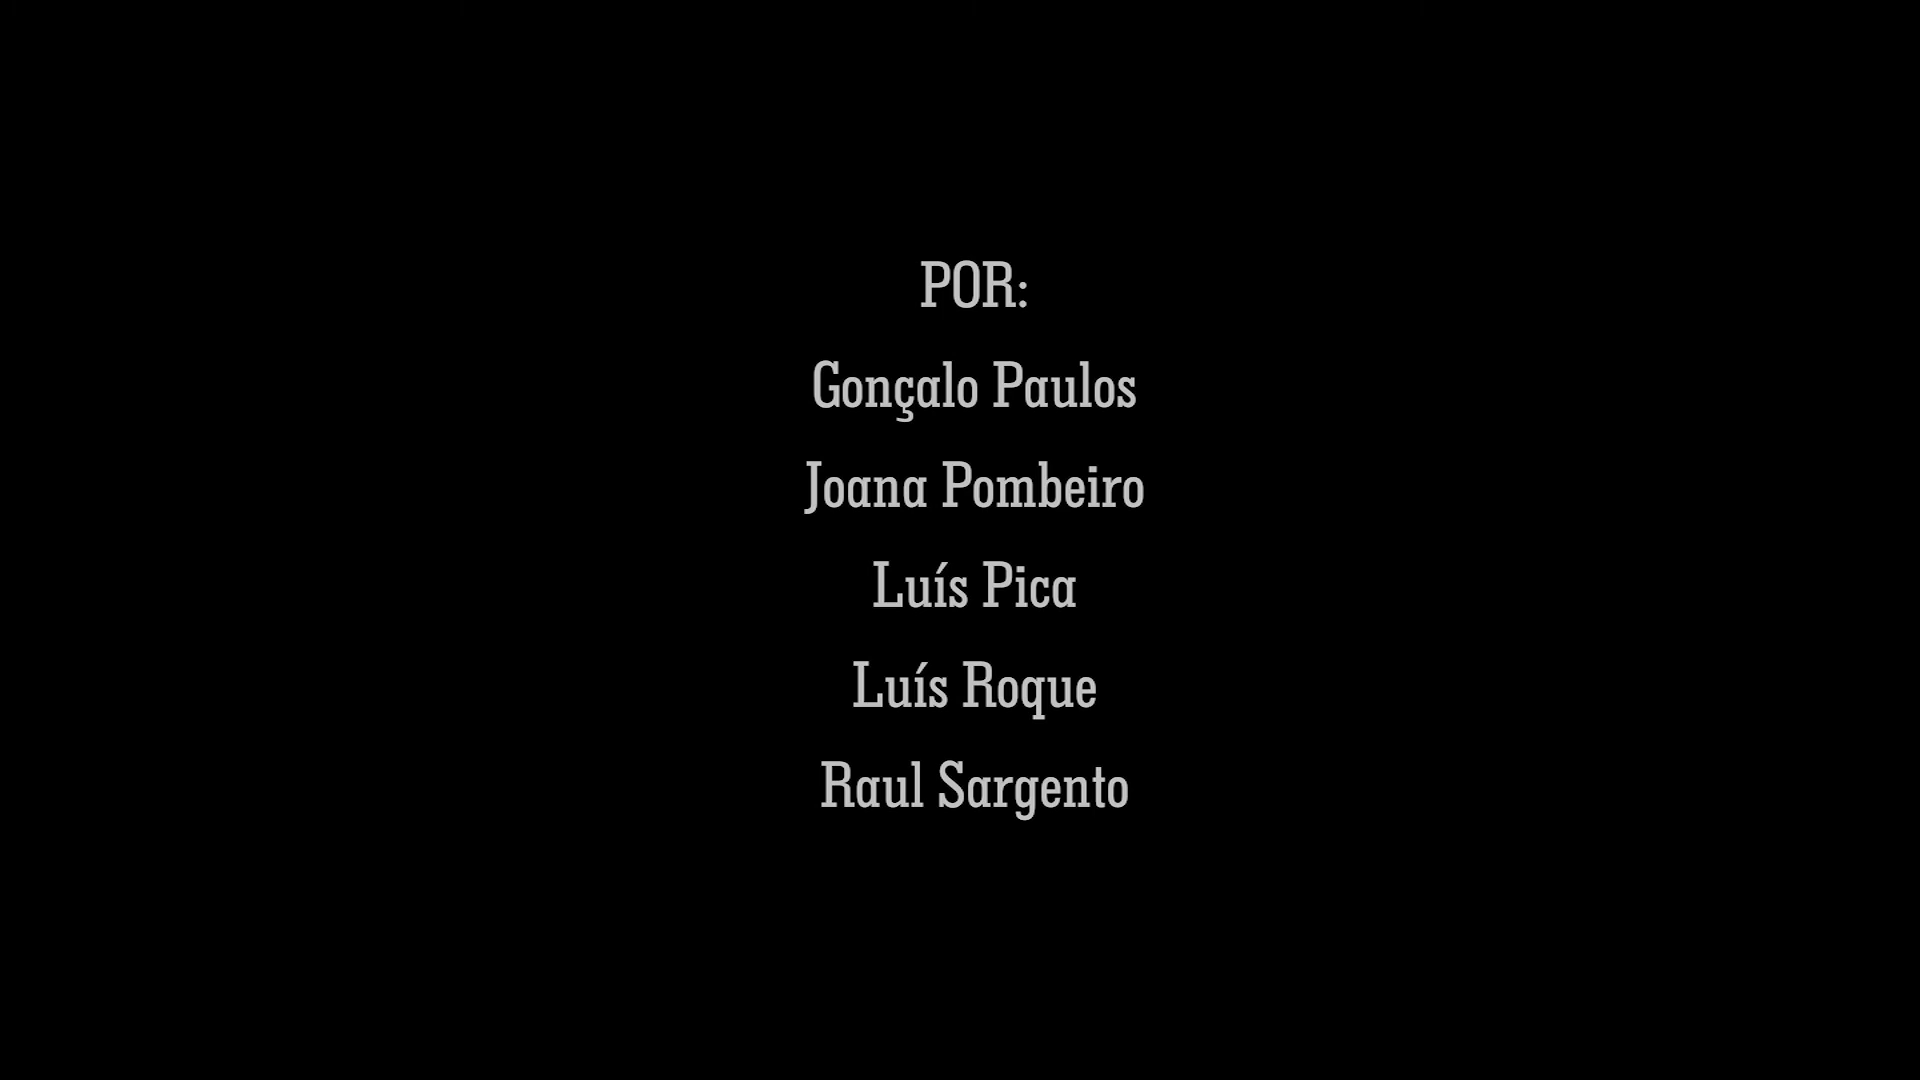 POR:
Gonçalo Paulos
Joana Pombeiro
Luís Pica
Luís Roque
Raul Sargento